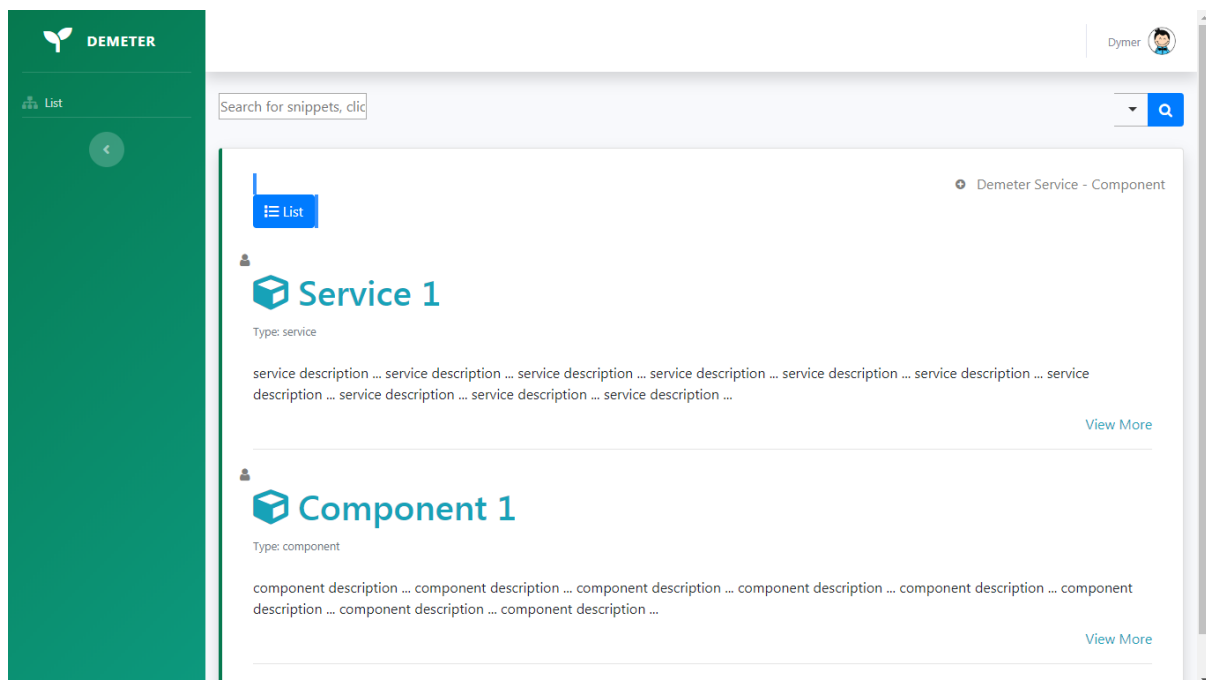 DEMETER
Dymer
List
Search for snippets, clic
Demeter Service - Component
List
Service 1
Type: service
service description ... service description ... service description ... service description ... service description ... service description ... service
description ... service description ... service description ... service description ...
View More
Component 1
Type: component
component description ... component description ... component description ... component description ... component description ... component
description ... component description ... component description ...
View More